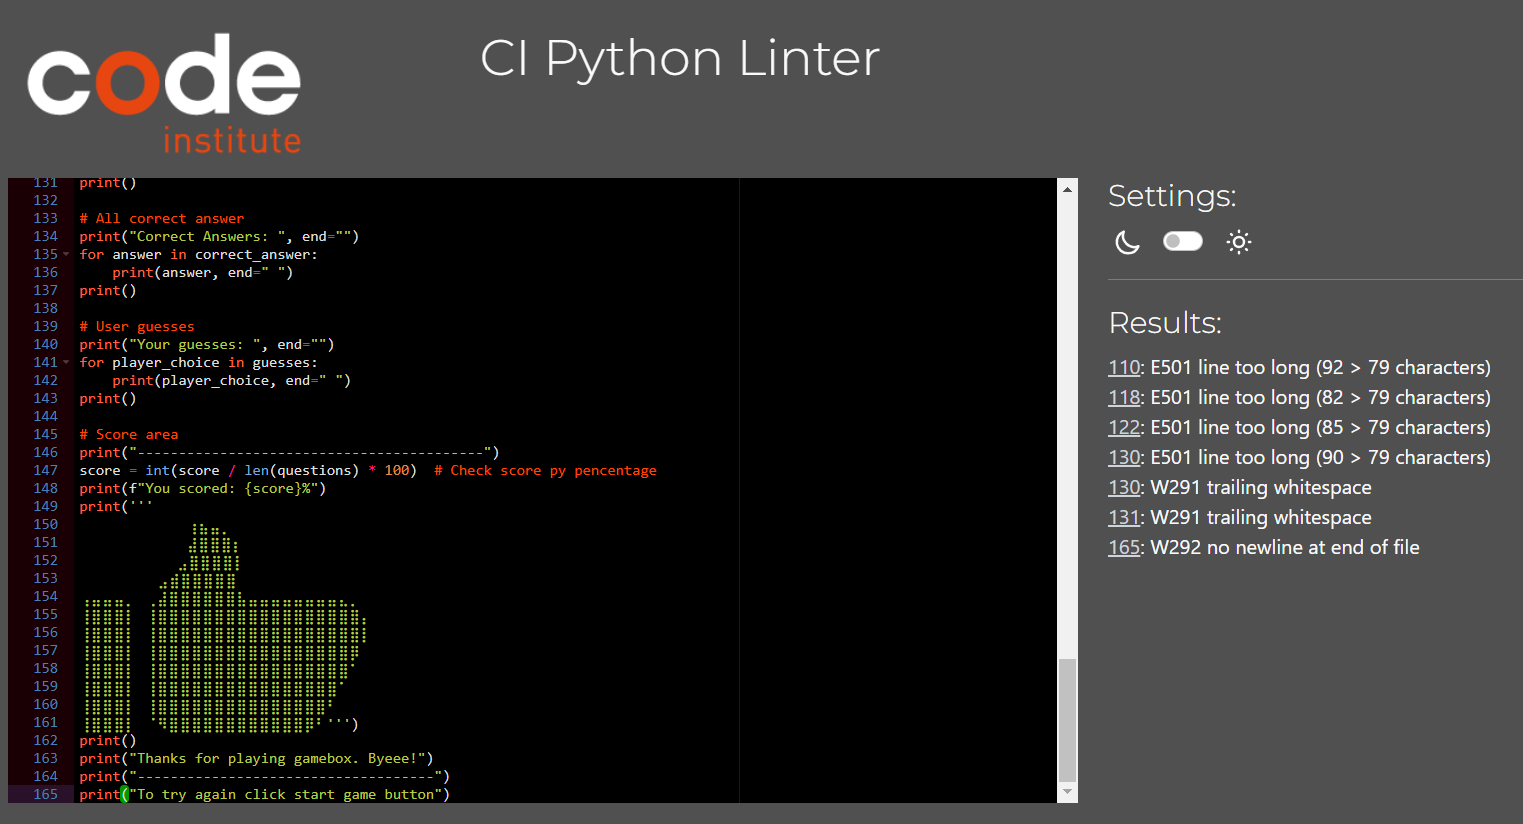 code
institute
CI Python Linter
131 print()
132
133 # All correct answer
134 print("Correct Answers: ", end="")
135 for answer in correct_answer:
136     print(answer, end=" ")
137 print()
138
139 # User guesses
140 print("Your guesses: ", end="")
141 for player_choice in guesses:
142     print(player_choice, end=" ")
143 print()
144
145 # Score area
146 print("------------------------------------------")
147 score = int(score / len(questions) * 100)  # Check score py pencentage
148 print(f"You scored: {score}%")
149 print('''
150
151
152
153
154
155
156
157
158
159
160
161 ''')
162 print()
163 print("Thanks for playing gamebox. Byeee!")
164 print("------------------------------------")
165 print("To try again click start game button")
Settings:
Results:
110: E501 line too long (92 > 79 characters)
118: E501 line too long (82 > 79 characters)
122: E501 line too long (85 > 79 characters)
130: E501 line too long (90 > 79 characters)
130: W291 trailing whitespace
131: W291 trailing whitespace
165: W292 no newline at end of file